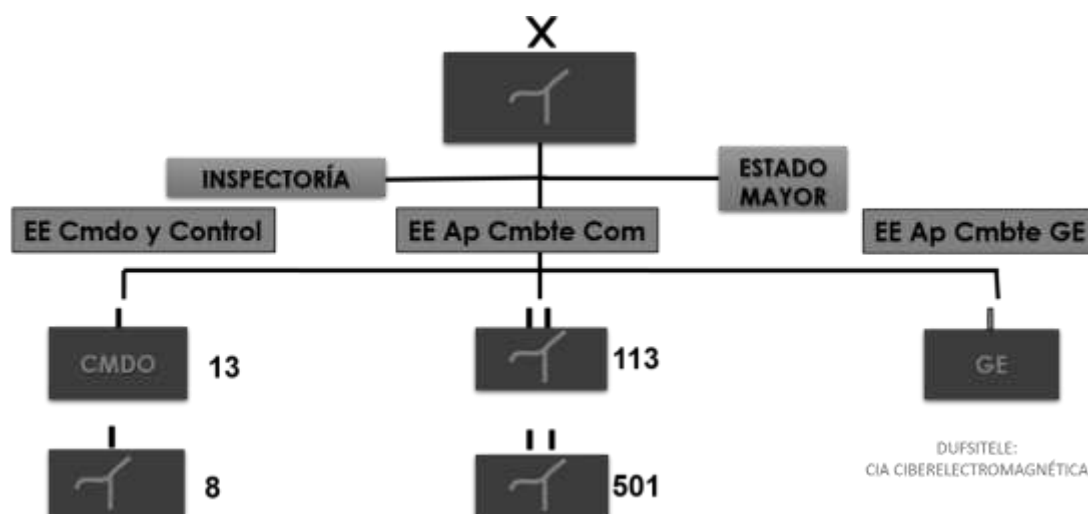 X
INSPECTORÍA
ESTADO
MAYOR
EE Cmdo y Control
EE Ap Cmbte Com
EE Ap Cmbte GE
CMDO
13
113
GE
8
501
DUFSITELE:
CIA CIBERELECTROMAGNÉTICA